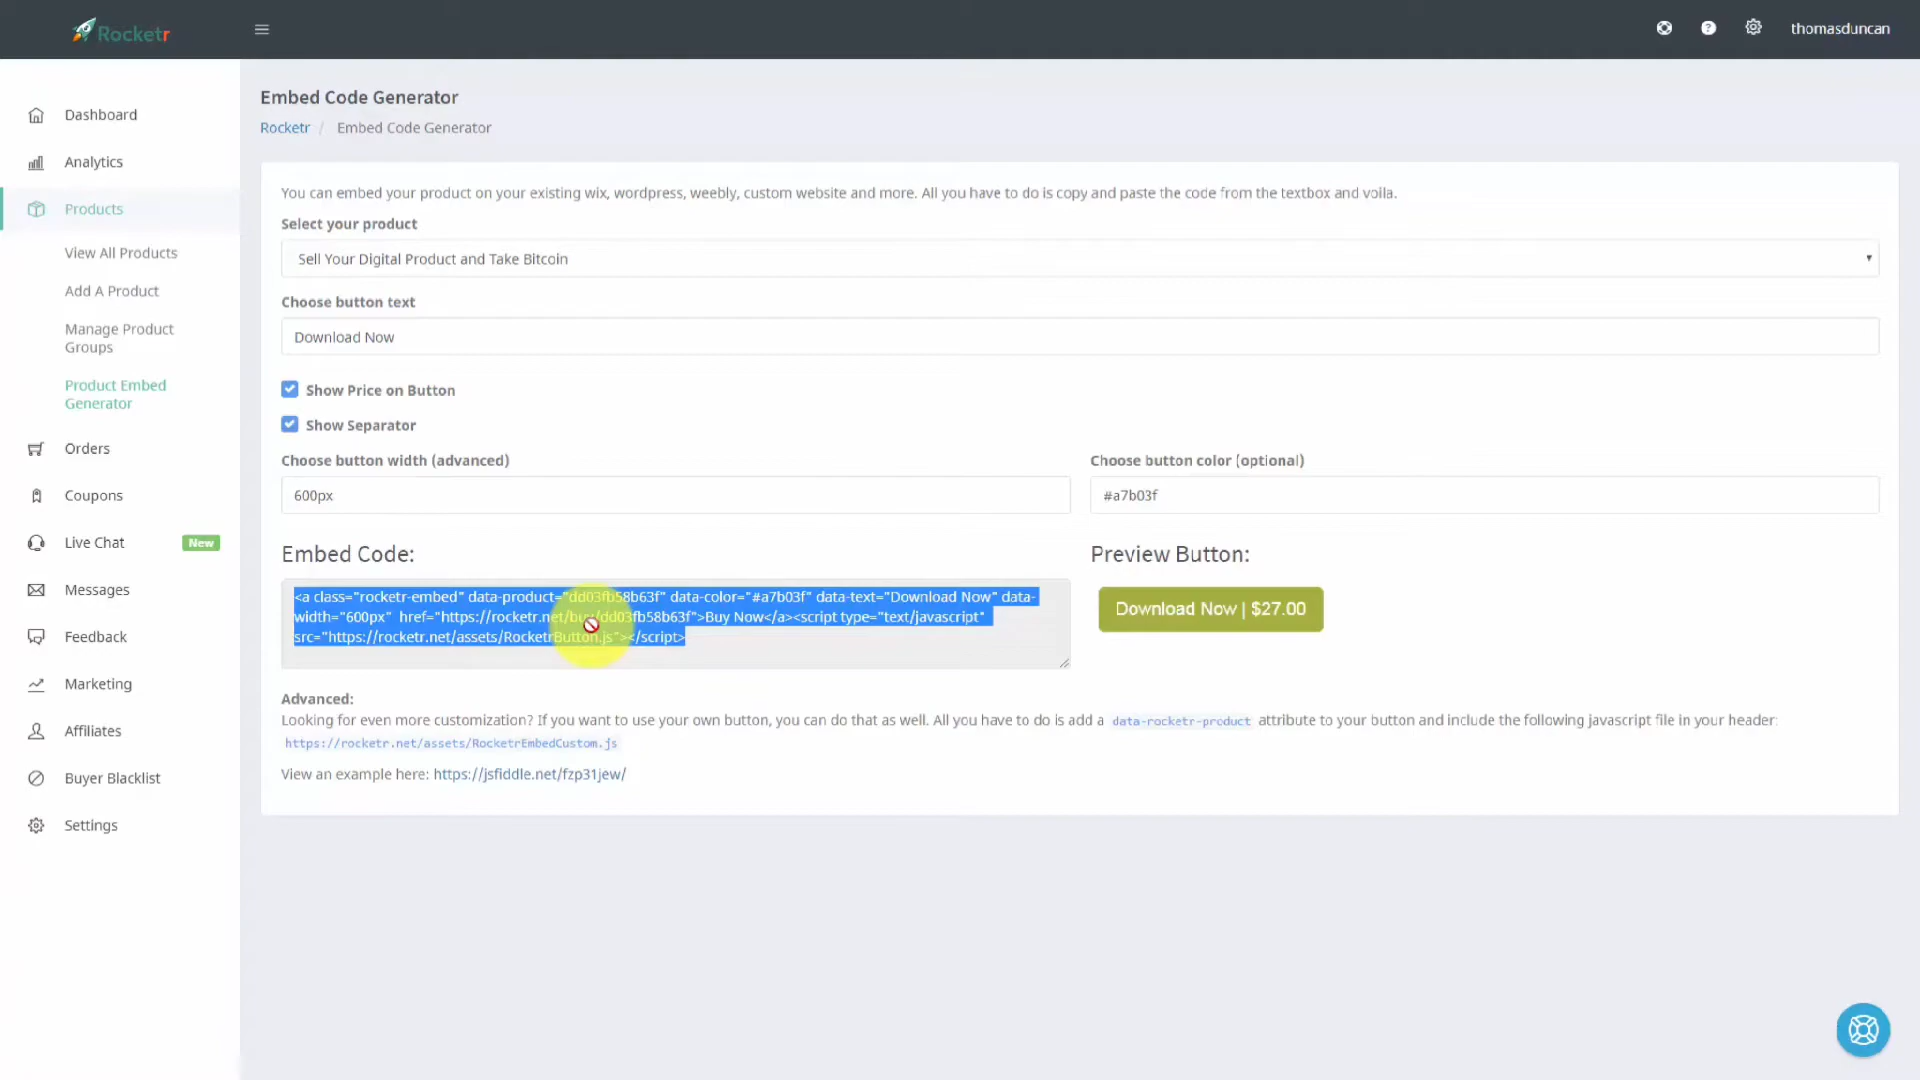 Rocketr
thomasduncan
Dashboard
Analytics
Products
View All Products
Add A Product
Manage Product
Groups
Product Embed
Generator
Orders
Coupons
Live Chat New
Messages
Feedback
Marketing
Affiliates
Buyer Blacklist
Settings
Embed Code Generator
Rocketr / Embed Code Generator
You can embed your product on your existing wix, wordpress, weebly, custom website and more. All you have to do is copy and paste the code from the textbox and voila.
Select your product
Sell Your Digital Product and Take Bitcoin
Choose button text
Download Now
Show Price on Button
Show Separator
Choose button width (advanced)
600px
Choose button color (optional)
#a7b03f
Embed Code:
<a class="rocketr-embed" data-product="dd03fb58b63f" data-color="#a7b03f" data-text="Download Now" data-
width="600px" href="https://rocketr.net/buy/dd03fb58b63f">Buy Now</a><script type="text/javascript"
src="https://rocketr.net/assets/RocketrButton.js"></script>
Preview Button:
Download Now | $27.00
Advanced:
Looking for even more customization? If you want to use your own button, you can do that as well. All you have to do is add a data-rocketr-product attribute to your button and include the following javascript file in your header:
https://rocketr.net/assets/RocketrEmbedCustom.js
View an example here: https://jsfiddle.net/fzp31jew/